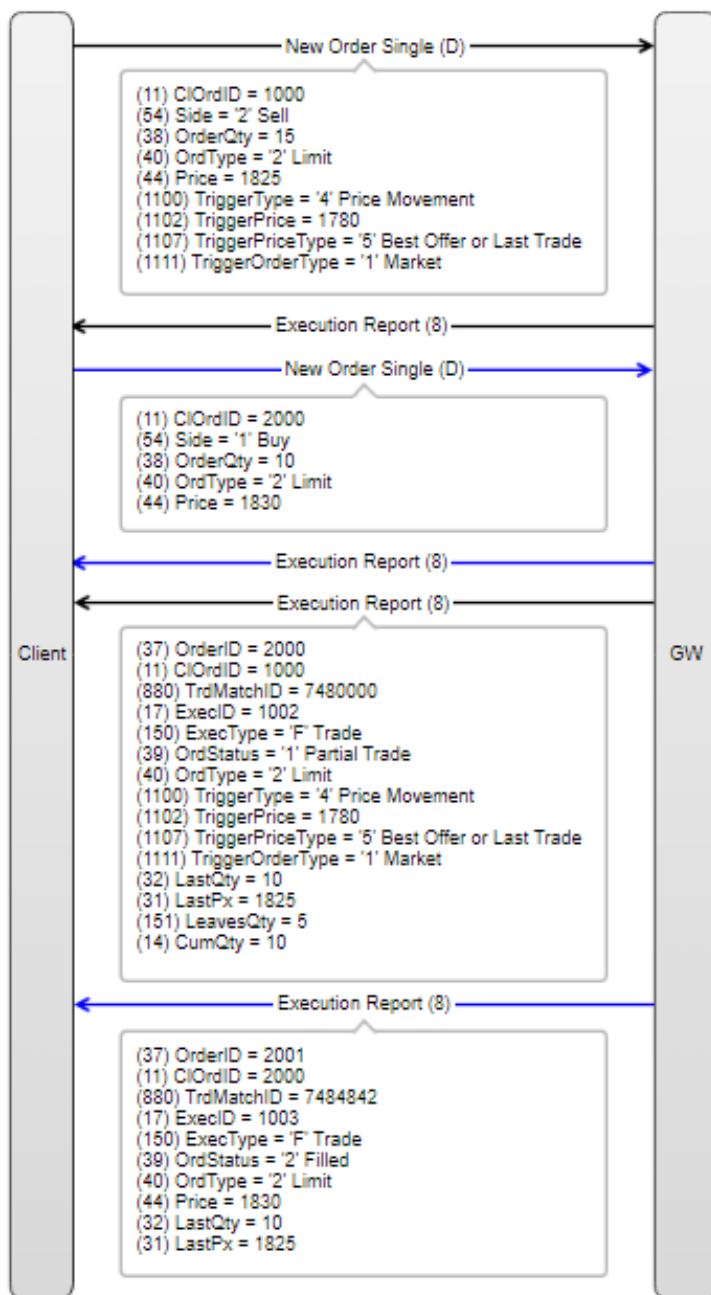 New Order Single (D)
(11) ClOrdID = 1000
(54) Side = '2' Sell
(38) OrderQty = 15
(40) OrdType = '2' Limit
(44) Price = 1825
(1100) TriggerType = '4' Price Movement
(1102) TriggerPrice = 1780
(1107) TriggerPriceType = '5' Best Offer or Last Trade
(1111) TriggerOrderType = '1' Market
Execution Report (8)
New Order Single (D)
(11) ClOrdID = 2000
(54) Side = '1' Buy
(38) OrderQty = 10
(40) OrdType = '2' Limit
(44) Price = 1830
Execution Report (8)
Execution Report (8)
Client
GW
(37) OrderID = 2000
(11) ClOrdID = 1000
(880) TrdMatchID = 7480000
(17) ExecID = 1002
(150) ExecType = 'F' Trade
(39) OrdStatus = '1' Partial Trade
(40) OrdType = '2' Limit
(1100) TriggerType = '4' Price Movement
(1102) TriggerPrice = 1780
(1107) TriggerPriceType = '5' Best Offer or Last Trade
(1111) TriggerOrderType = '1' Market
(32) LastQty = 10
(31) LastPx = 1825
(151) LeavesQty = 5
(14) CumQty = 10
Execution Report (8)
(37) OrderID = 2001
(11) ClOrdID = 2000
(880) TrdMatchID = 7484842
(17) ExecID = 1003
(150) ExecType = 'F' Trade
(39) OrdStatus = '2' Filled
(40) OrdType = '2' Limit
(44) Price = 1830
(32) LastQty = 10
(31) LastPx = 1825